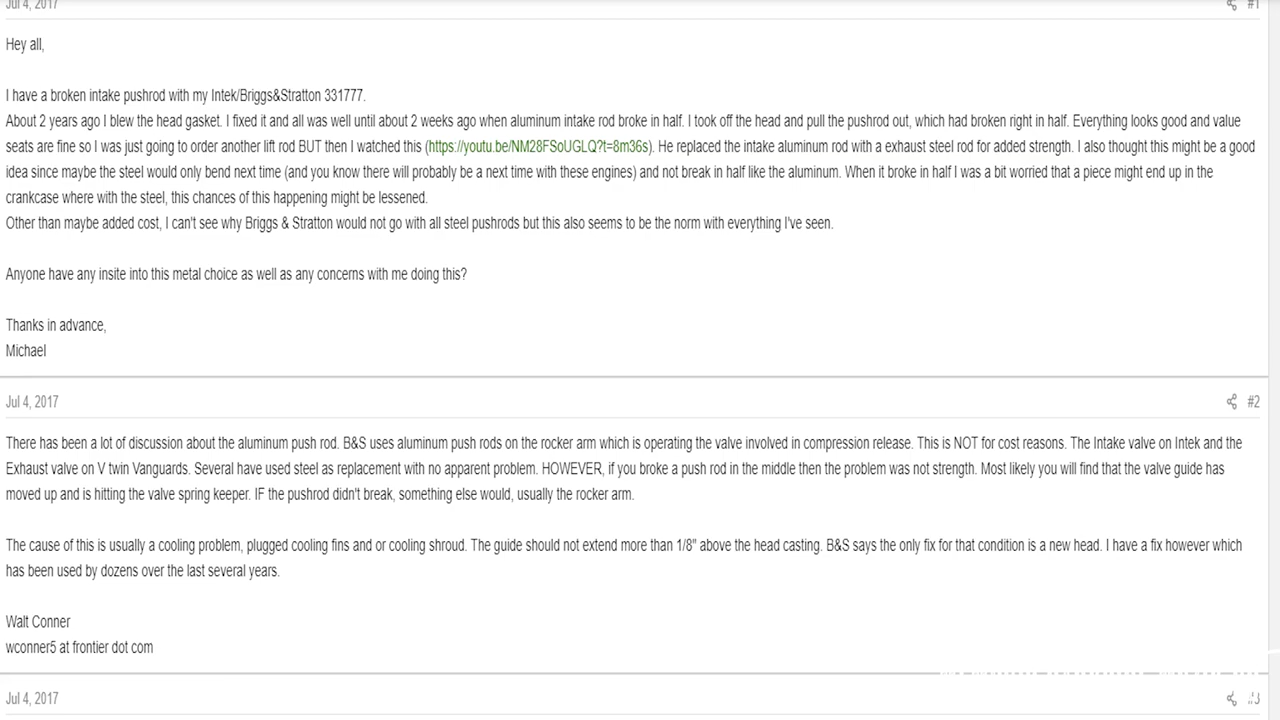 Jul 4, 2017 #1
Hey all,
I have a broken intake pushrod with my Intek/Briggs&Stratton 331777.
About 2 years ago I blew the head gasket. I fixed it and all was well until about 2 weeks ago when aluminum intake rod broke in half. I took off the head and pull the pushrod out, which had broken right in half. Everything looks good and value
seats are fine so I was just going to order another lift rod BUT then I watched this (https://youtu.be/NM28FSoUGLQ?t=8m36s). He replaced the intake aluminum rod with a exhaust steel rod for added strength. I also thought this might be a good
idea since maybe the steel would only bend next time (and you know there will probably be a next time with these engines) and not break in half like the aluminum. When it broke in half I was a bit worried that a piece might end up in the
crankcase where with the steel, this chances of this happening might be lessened.
Other than maybe added cost, I can't see why Briggs & Stratton would not go with all steel pushrods but this also seems to be the norm with everything I've seen.
Anyone have any insite into this metal choice as well as any concerns with me doing this?
Thanks in advance,
Michael
Jul 4, 2017 #2
There has been a lot of discussion about the aluminum push rod. B&S uses aluminum push rods on the rocker arm which is operating the valve involved in compression release. This is NOT for cost reasons. The Intake valve on Intek and the
Exhaust valve on V twin Vanguards. Several have used steel as replacement with no apparent problem. HOWEVER, if you broke a push rod in the middle then the problem was not strength. Most likely you will find that the valve guide has
moved up and is hitting the valve spring keeper. IF the pushrod didn't break, something else would, usually the rocker arm.
The cause of this is usually a cooling problem, plugged cooling fins and or cooling shroud. The guide should not extend more than 1/8" above the head casting. B&S says the only fix for that condition is a new head. I have a fix however which
has been used by dozens over the last several years.
Walt Conner
wconner5 at frontier dot com
Jul 4, 2017 #3